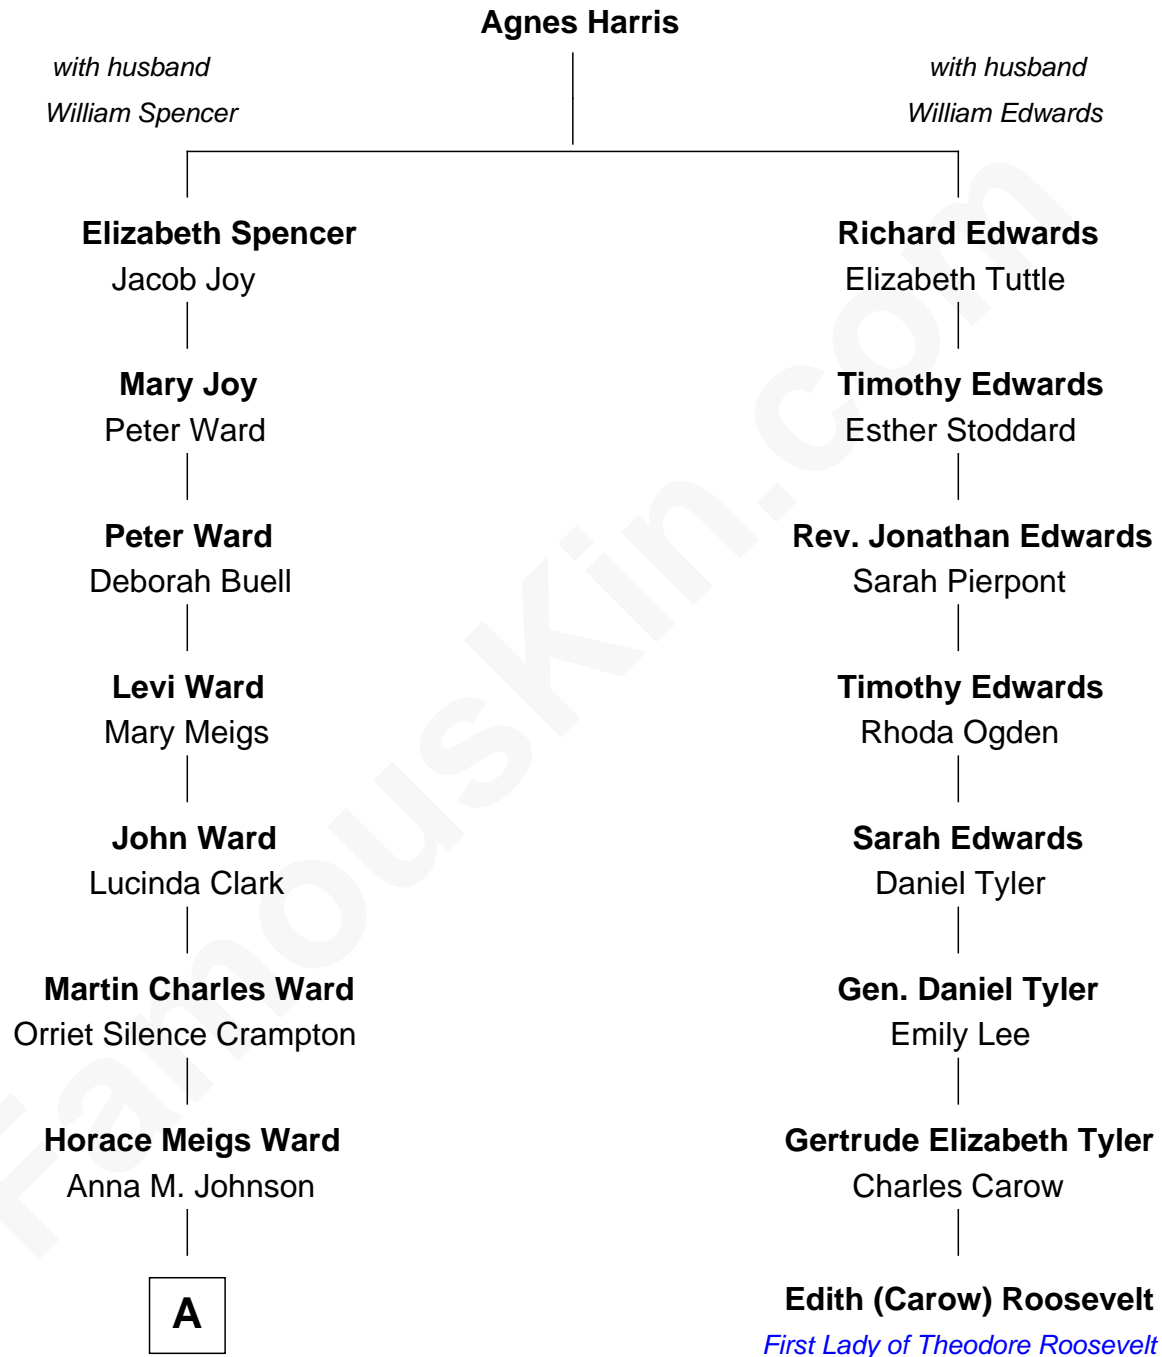 Agnes Harris
with husband
William Spencer
with husband
William Edwards
Elizabeth Spencer
Jacob Joy
Richard Edwards
Elizabeth Tuttle
Mary Joy
Peter Ward
Timothy Edwards
Esther Stoddard
Peter Ward
Deborah Buell
Rev. Jonathan Edwards
Sarah Pierpont
Levi Ward
Mary Meigs
Timothy Edwards
Rhoda Ogden
John Ward
Lucinda Clark
Sarah Edwards
Daniel Tyler
Martin Charles Ward
Orriet Silence Crampton
Gen. Daniel Tyler
Emily Lee
Horace Meigs Ward
Anna M. Johnson
Gertrude Elizabeth Tyler
Charles Carow
A
Edith (Carow) Roosevelt
First Lady of Theodore Roosevelt
FamousKin.com